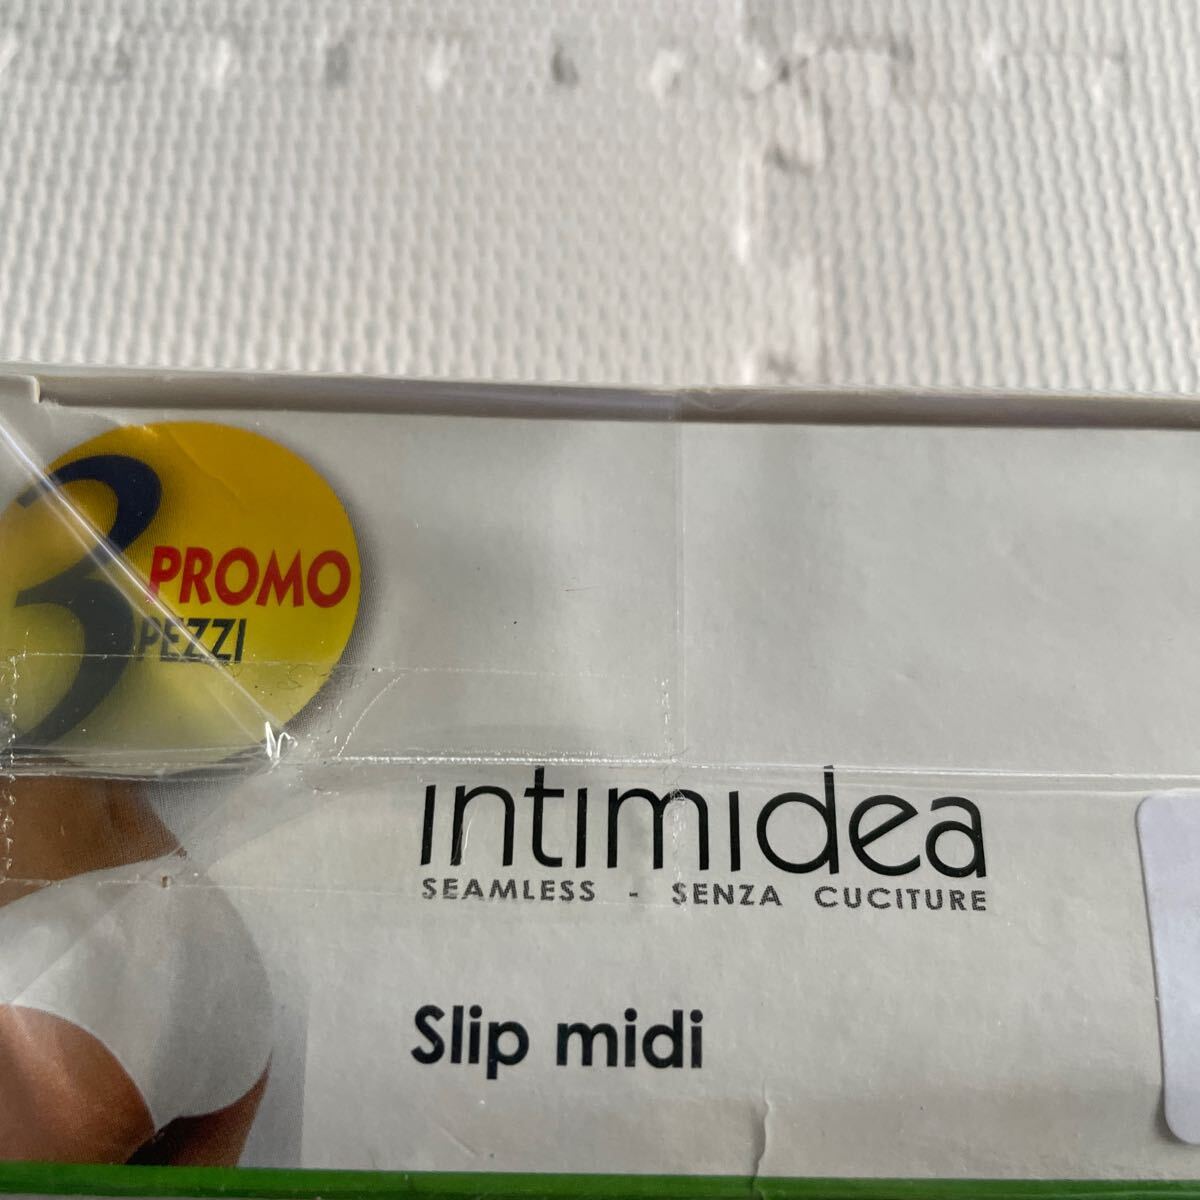 3 PROMO
PEZZI
intimidea
SEAMLESS - SENZA CUCITURE
Slip midi